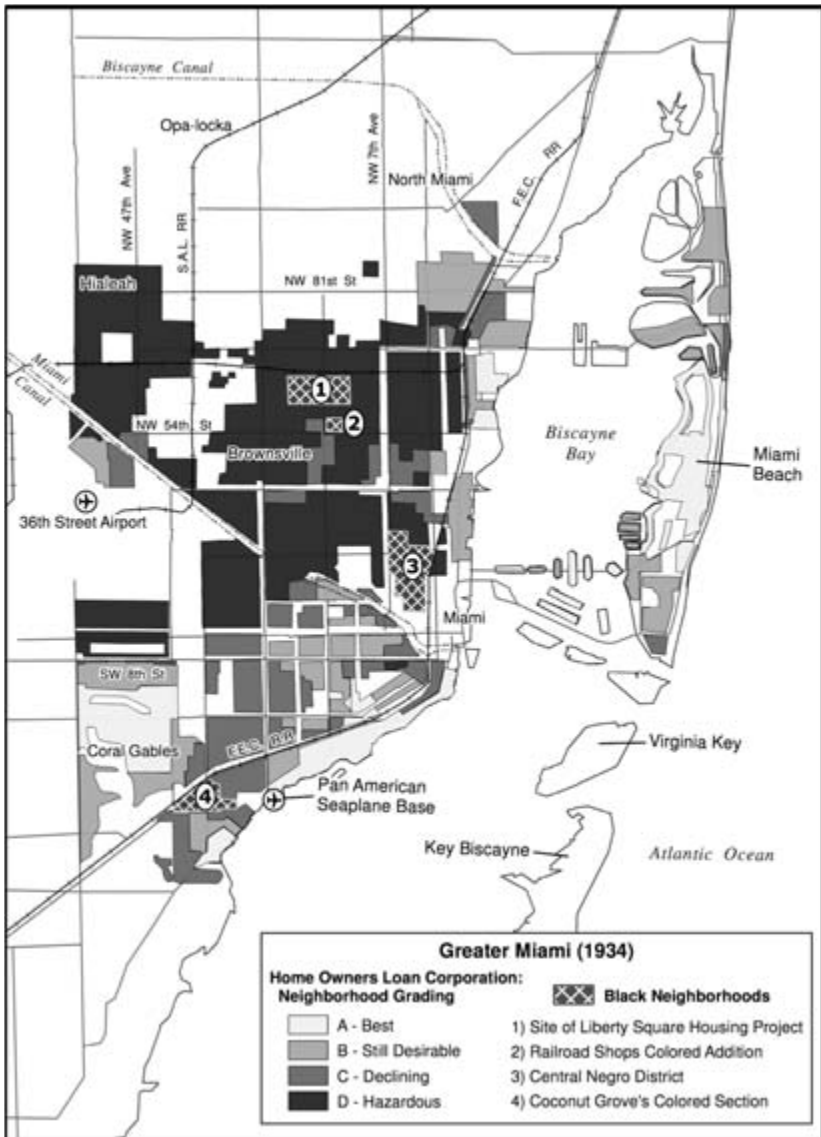 Biscayne Canal
Opa-locka
NW 7th Ave
North Miami
F.E.C. RR
NW 47th Ave
S.A.L. RR
Hialeah
NW 81st St
Miami
Canal
1
NW 54th St
2
Brownsville
Biscayne
Bay
Miami
Beach
36th Street Airport
3
Miami
SW 8th St
Coral Gables
F.E.C. R.R
Virginia Key
4
Pan American
Seaplane Base
Key Biscayne
Atlantic Ocean
Greater Miami (1934)
Home Owners Loan Corporation:
Neighborhood Grading
Black Neighborhoods
A - Best
B - Still Desirable
C - Declining
D - Hazardous
1) Site of Liberty Square Housing Project
2) Railroad Shops Colored Addition
3) Central Negro District
4) Coconut Grove's Colored Section